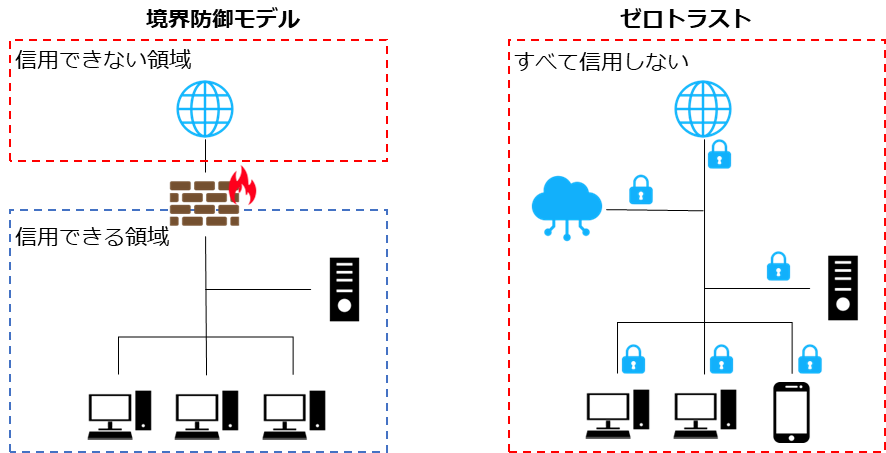 境界防御モデル
ゼロトラスト
信用できない領域
すべて信用しない
信用できる領域